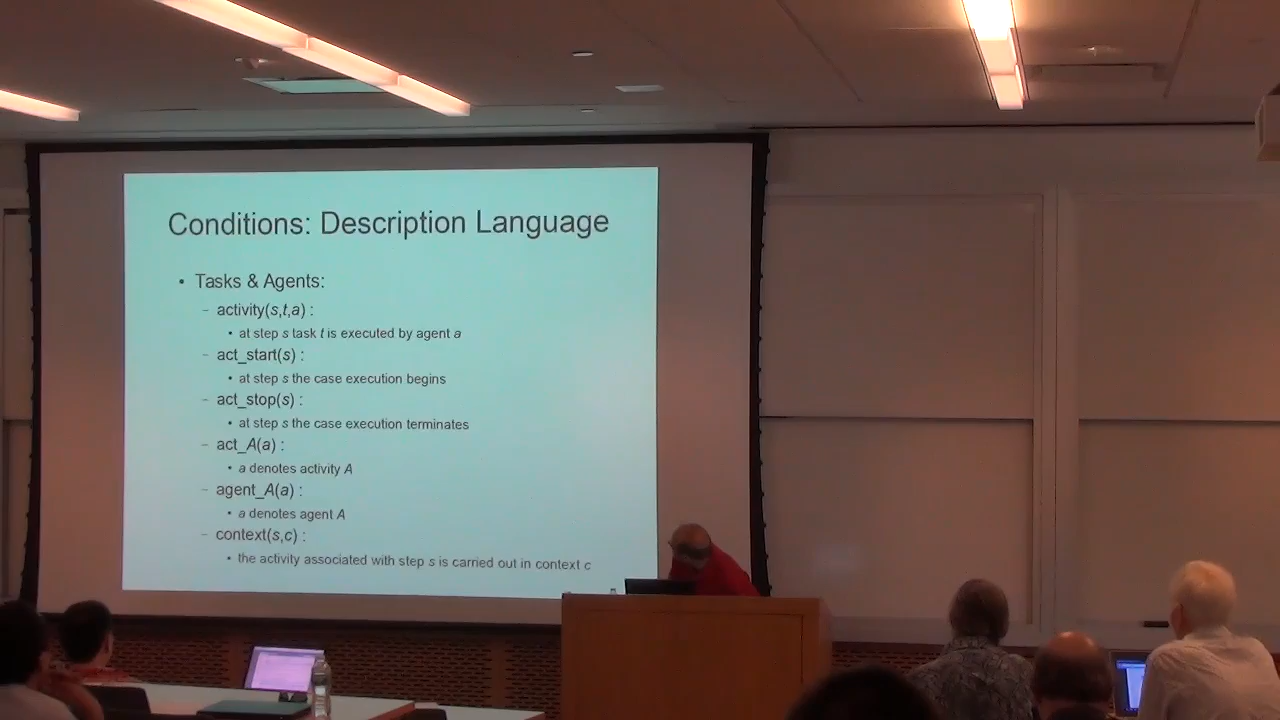 Conditions: Description Language
• Tasks & Agents:
– activity(s,t,a) :
• at step s task t is executed by agent a
– act_start(s) :
• at step s the case execution begins
– act_stop(s) :
• at step s the case execution terminates
– act_A(a) :
• a denotes activity A
– agent_A(a) :
• a denotes agent A
– context(s,c) :
• the activity associated with step s is carried out in context c